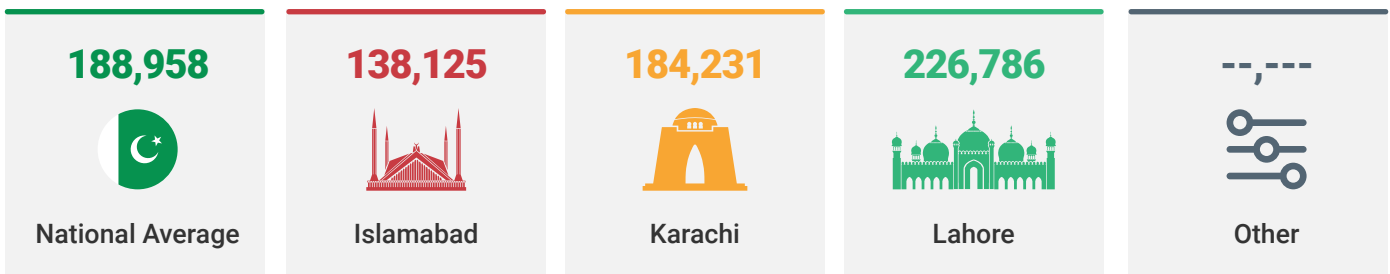 188,958
National Average
138,125
Islamabad
184,231
Karachi
226,786
Lahore
--,---
Other